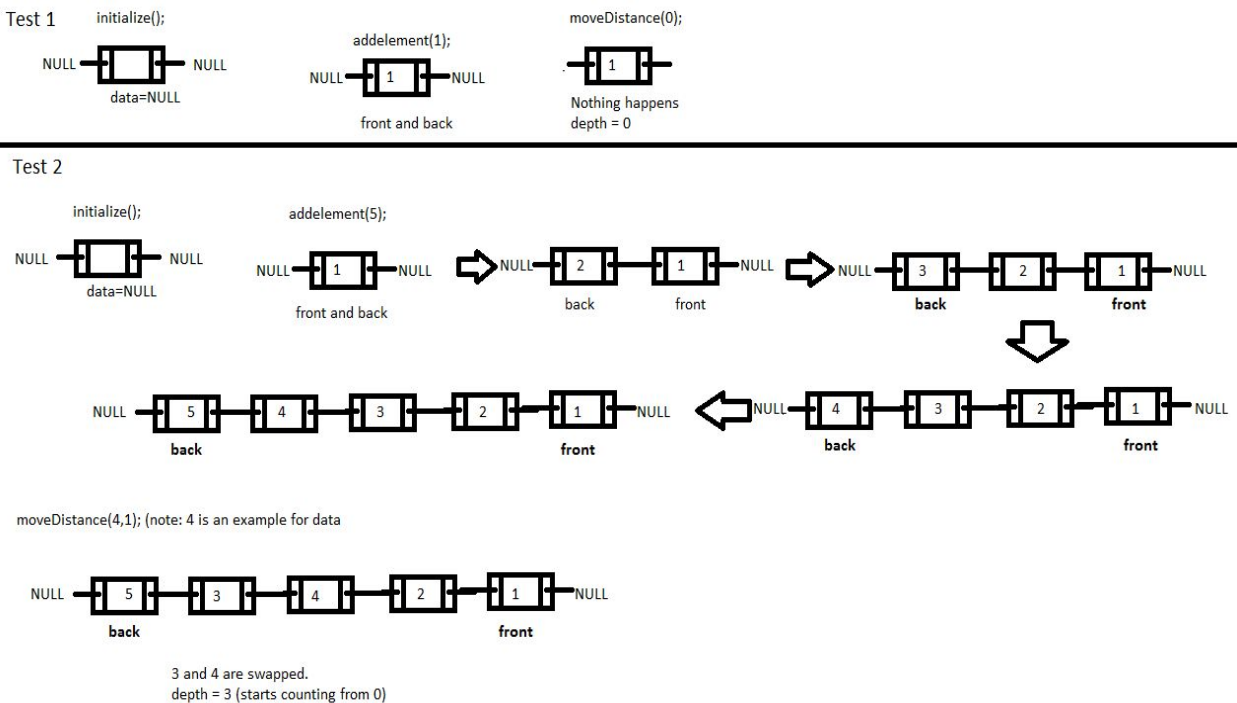 Test 1
initialize();
addelement(1);
moveDistance(0);
NULL NULL
data=NULL
NULL 1 NULL
front and back
1
Nothing happens
depth = 0
Test 2
initialize();
addelement(5);
NULL NULL
data=NULL
NULL 1 NULL
front and back
NULL 2 1 NULL
back front
NULL 3 2 1 NULL
back front
NULL 5 4 3 2 1 NULL
back front
NULL 4 3 2 1 NULL
back front
moveDistance(4,1); (note: 4 is an example for data
NULL 5 3 4 2 1 NULL
back front
3 and 4 are swapped.
depth = 3 (starts counting from 0)